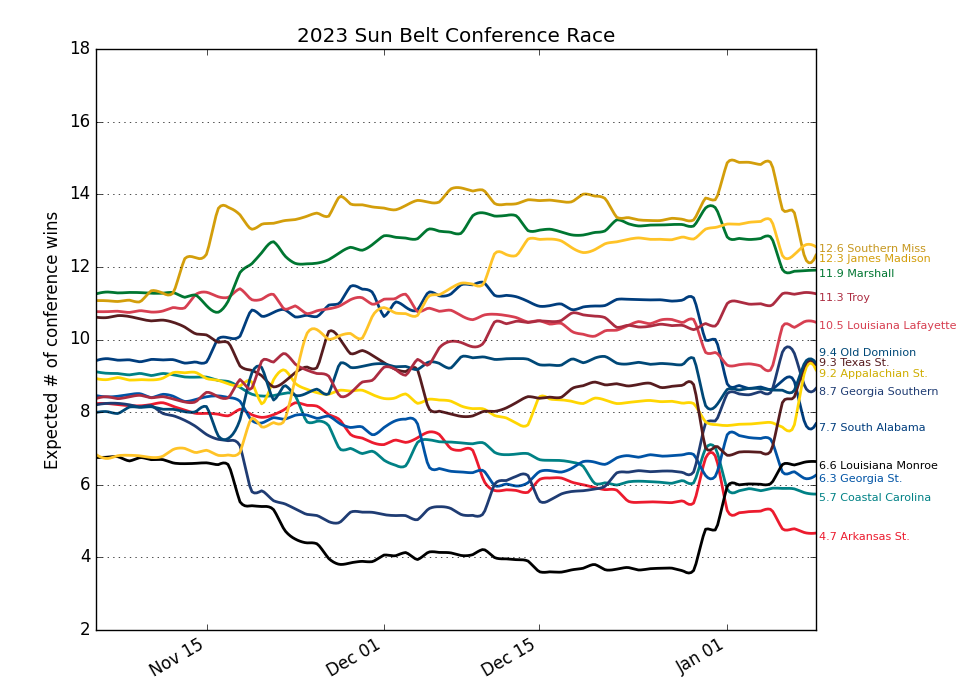 2023 Sun Belt Conference Race
Expected # of conference wins
18
16
14
12
10
8
6
4
2
Nov 15
Dec 01
Dec 15
Jan 01
12.6 Southern Miss
12.3 James Madison
11.9 Marshall
11.3 Troy
10.5 Louisiana Lafayette
9.4 Old Dominion
9.3 Texas St.
9.2 Appalachian St.
8.7 Georgia Southern
7.7 South Alabama
6.6 Louisiana Monroe
6.3 Georgia St.
5.7 Coastal Carolina
4.7 Arkansas St.